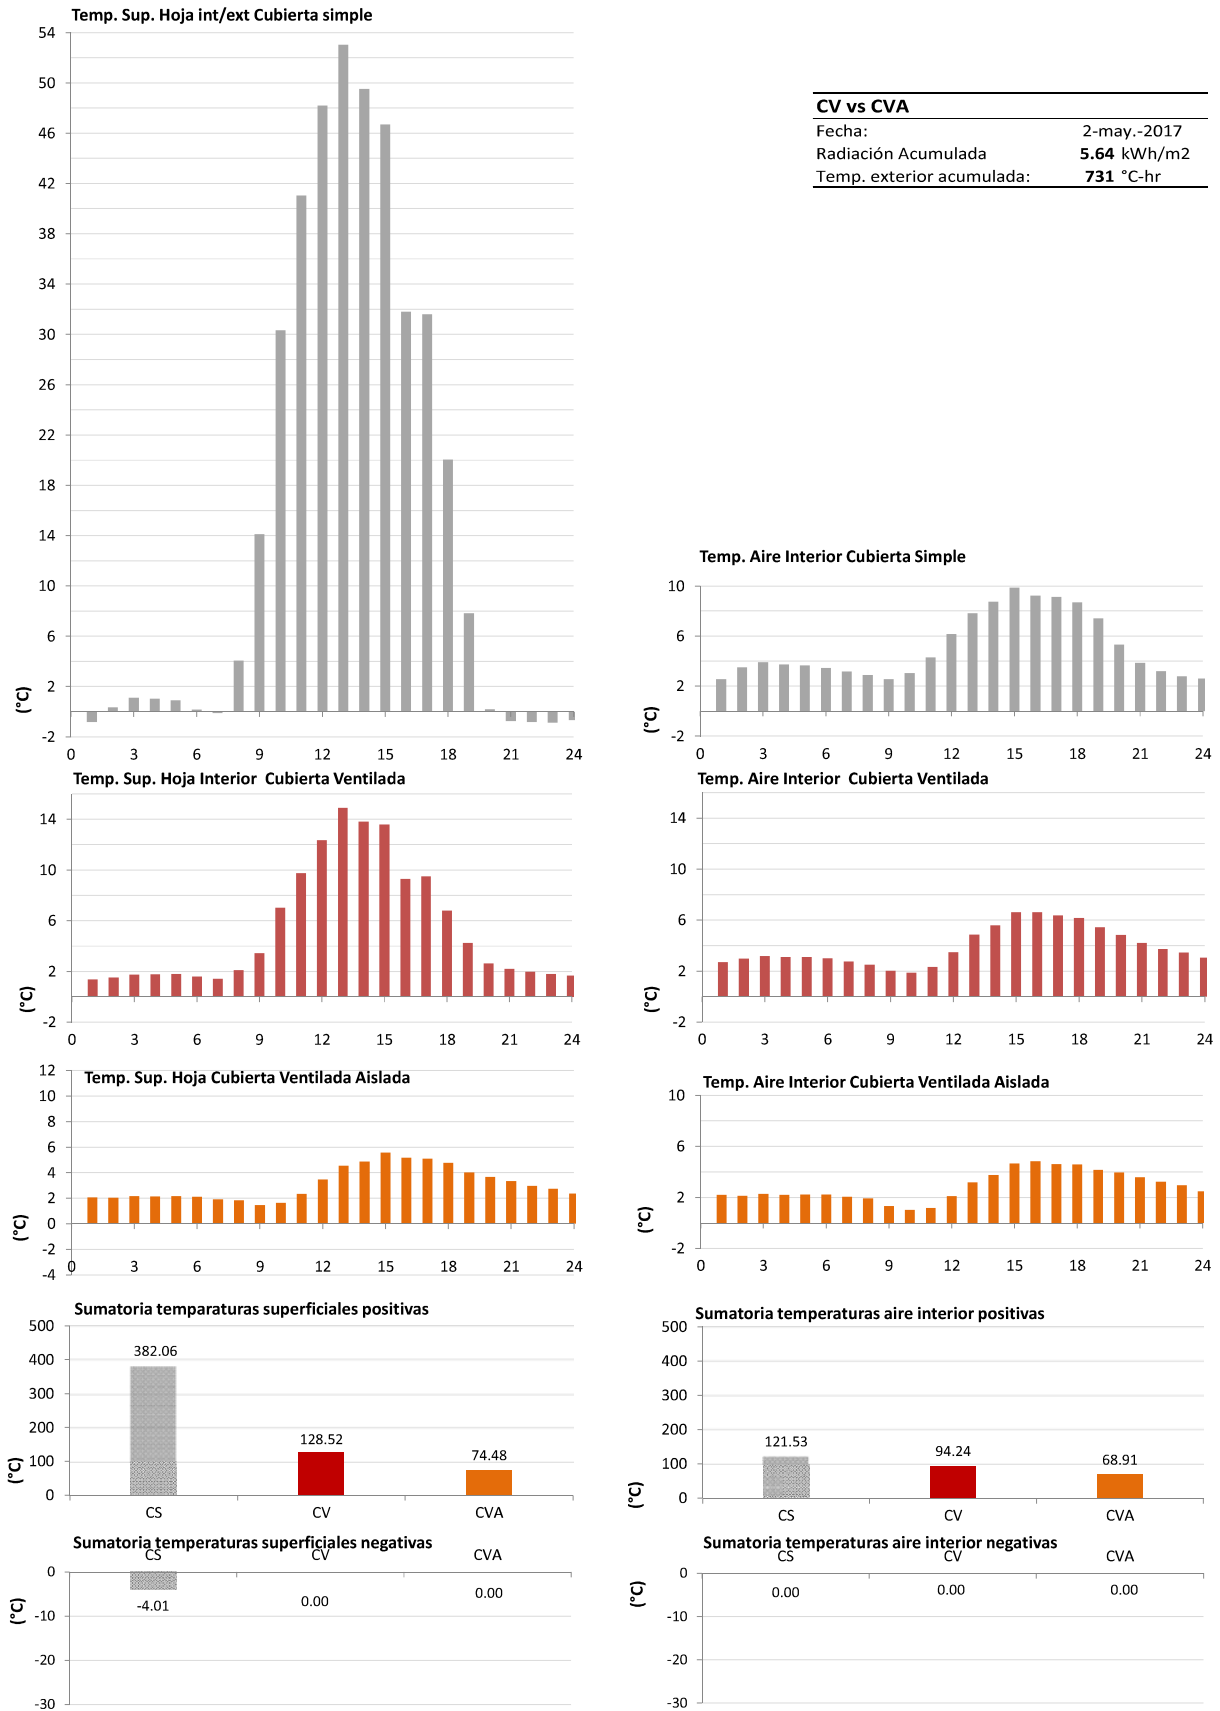 Temp. Sup. Hoja int/ext Cubierta simple
54
50
46
42
38
34
30
26
22
18
14
10
6
2
-2
(°C)
0 3 6 9 12 15 18 21 24
CV vs CVA
Fecha: 2-may.-2017
Radiación Acumulada 5.64 kWh/m2
Temp. exterior acumulada: 731 °C-hr
Temp. Aire Interior Cubierta Simple
10
6
2
-2
(°C)
0 3 6 9 12 15 18 21 24
Temp. Sup. Hoja Interior Cubierta Ventilada
14
10
6
2
-2
(°C)
0 3 6 9 12 15 18 21 24
Temp. Aire Interior Cubierta Ventilada
14
10
6
2
-2
(°C)
0 3 6 9 12 15 18 21 24
Temp. Sup. Hoja Cubierta Ventilada Aislada
12
10
8
6
4
2
0
-2
-4
(°C)
0 3 6 9 12 15 18 21 24
Temp. Aire Interior Cubierta Ventilada Aislada
10
6
2
-2
(°C)
0 3 6 9 12 15 18 21 24
Sumatoria temparaturas superficiales positivas
500
400
300
200
100
0
(°C)
382.06
128.52
74.48
CS CV CVA
Sumatoria temperaturas aire interior positivas
500
400
300
200
100
0
(°C)
121.53
94.24
68.91
CS CV CVA
Sumatoria temperaturas superficiales negativas
CS CV CVA
0
-10
-20
-30
(°C)
-4.01
0.00
0.00
Sumatoria temperaturas aire interior negativas
CS CV CVA
0
-10
-20
-30
(°C)
0.00
0.00
0.00